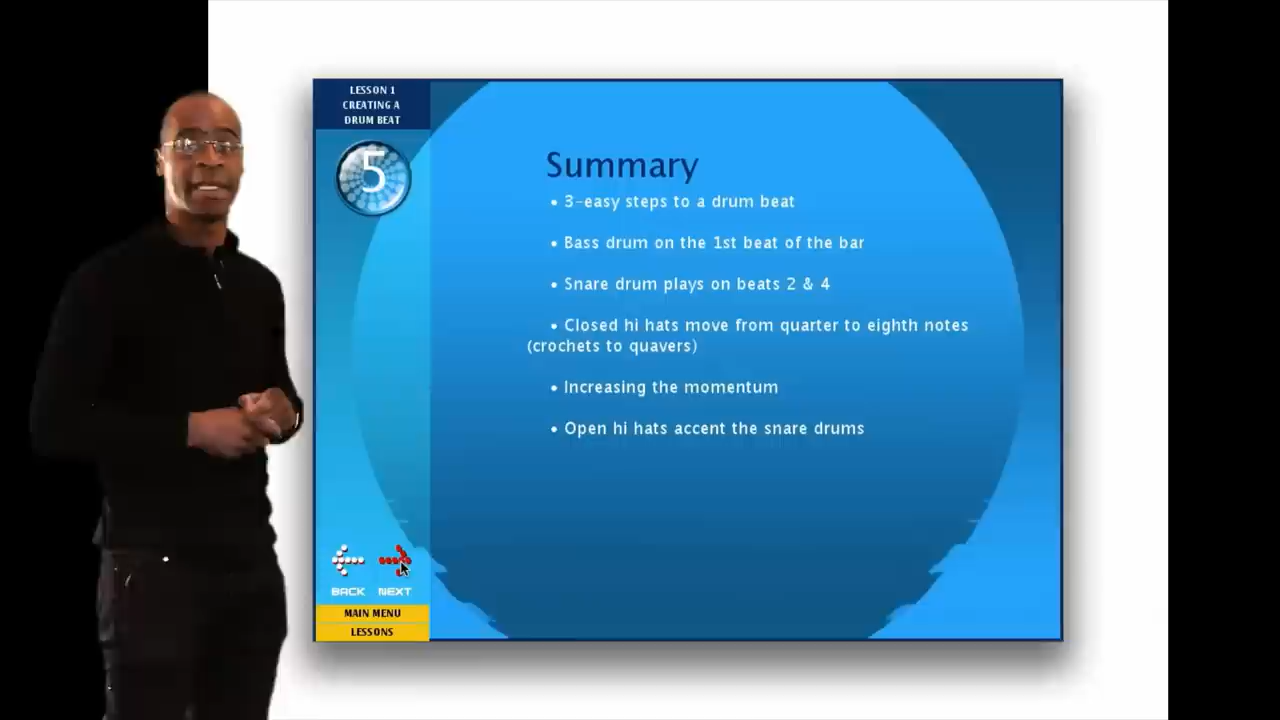 LESSON 1
CREATING A
DRUM BEAT
5
Summary
• 3-easy steps to a drum beat
• Bass drum on the 1st beat of the bar
• Snare drum plays on beats 2 & 4
• Closed hi hats move from quarter to eighth notes
(crochets to quavers)
• Increasing the momentum
• Open hi hats accent the snare drums
BACK NEXT
MAIN MENU
LESSONS